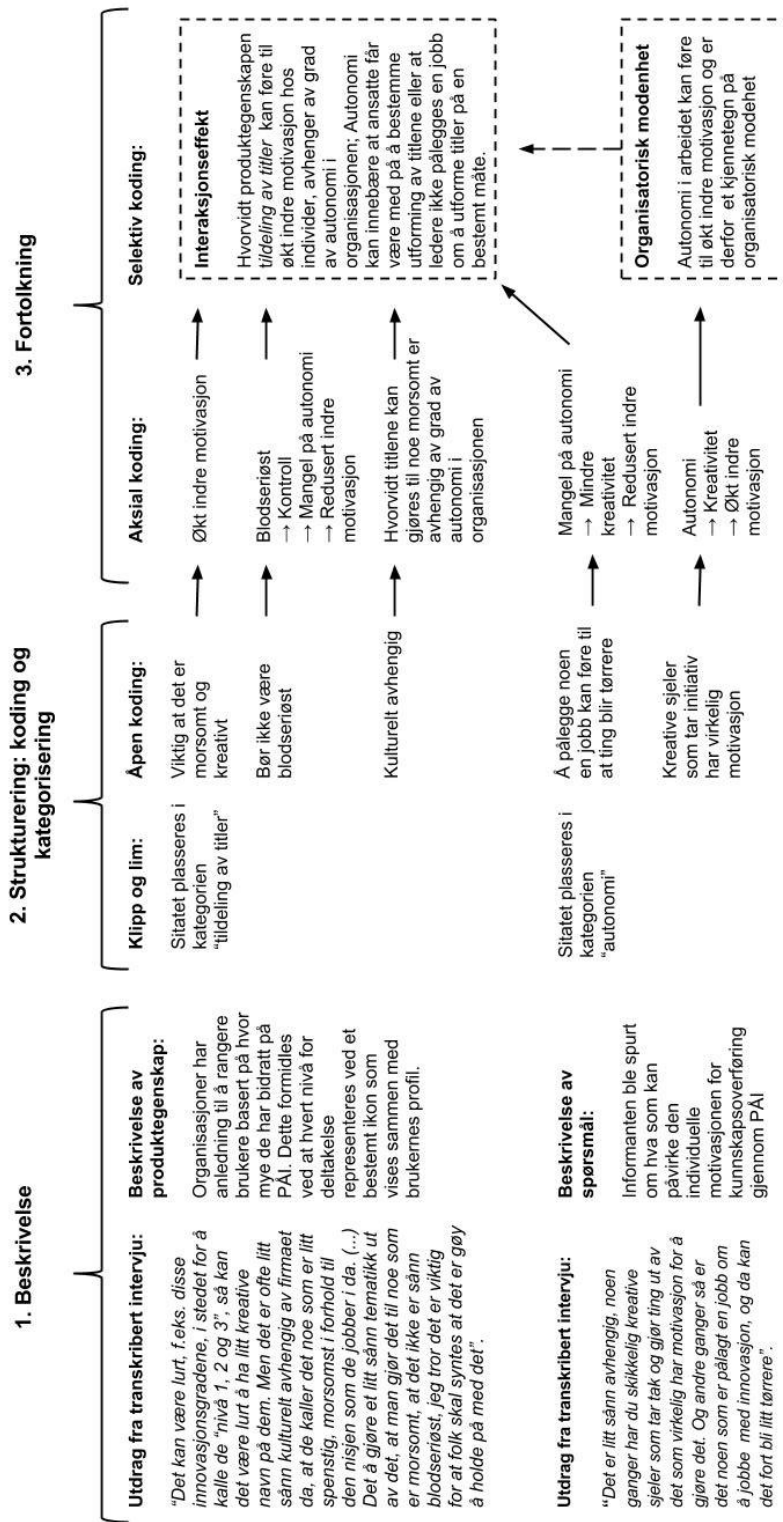 1. Beskrivelse
Utdrag fra transkribert intervju:
“Det kan være lurt, f.eks. disse
innovasjonsgradene, i stedet for å
kalle de “nivå 1, 2 og 3”, så kan
det være lurt å ha litt kreative
navn på dem. Men det er ofte litt
sånn kulturelt avhengig av firmaet
da, at de kaller det noe som er litt
spenstig, morsomst i forhold til
den nisjen som de jobber i da. (...)
Det å gjøre et litt sånn tematikk ut
av det, at man gjør det til noe som
er morsomt, at det ikke er sånn
blodseriøst, jeg tror det er viktig
for at folk skal syntes at det er gøy
å holde på med det”.
Beskrivelse av
produktegenskap:
Organisasjoner har
anledning til å rangere
brukere basert på hvor
mye de har bidratt på
PÅI. Dette formidles
ved at hvert nivå for
deltakelse
representeres ved et
bestemt ikon som
vises sammen med
brukernes profil.
Utdrag fra transkribert intervju:
“Det er litt sånn avhengig, noen
ganger har du skikkelig kreative
sjeler som tar tak og gjør ting ut av
det som virkelig har motivasjon for å
gjøre det. Og andre ganger så er
det noen som er pålagt en jobb om
å jobbe med innovasjon, og da kan
det fort bli litt tørrere”.
Beskrivelse av
spørsmål:
Informanten ble spurt
om hva som kan
påvirke den
individuelle
motivasjonen for
kunnskapsoverføring
gjennom PÅI
2. Strukturering: koding og
kategorisering
Klipp og lim:
Sitatet plasseres i
kategorien
“tildeling av titler”
Sitatet plasseres i
kategorien
“autonomi”
Åpen koding:
Viktig at det er
morsomt og
kreativt
Bør ikke være
blodseriøst
Kulturelt avhengig
Å pålegge noen
en jobb kan føre til
at ting blir tørrere
Kreative sjeler
som tar initiativ
har virkelig
motivasjon
3. Fortolkning
Aksial koding:
Økt indre motivasjon
Blodseriøst
→ Kontroll
→ Mangel på autonomi
→ Redusert indre
motivasjon
Hvorvidt titlene kan
gjøres til noe morsomt er
avhengig av grad av
autonomi i
organisasjonen
Mangel på autonomi
→ Mindre
kreativitet
→ Redusert indre
motivasjon
Autonomi
→ Kreativitet
→ Økt indre
motivasjon
Selektiv koding:
Interaksjonseffekt
Hvorvidt produktegenskapen
tildeling av titler kan føre til
økt indre motivasjon hos
individer, avhenger av grad
av autonomi i
organisasjonen; Autonomi
kan innebære at ansatte får
være med på å bestemme
utforming av titlene eller at
ledere ikke pålegges en jobb
om å utforme titler på en
bestemt måte.
Organisatorisk modenhet
Autonomi i arbeidet kan føre
til økt indre motivasjon og er
derfor et kjennetegn på
organisatorisk modehet